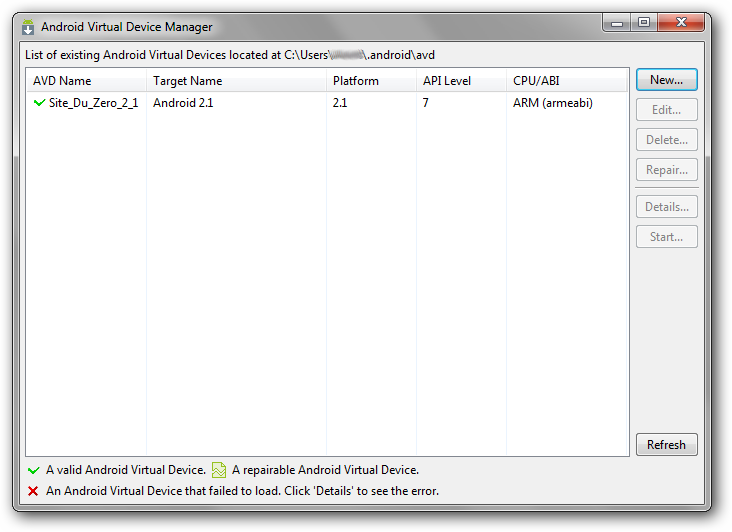 Android Virtual Device Manager
List of existing Android Virtual Devices located at C:\Users\ \.android\avd
AVD Name Target Name Platform API Level CPU/ABI
Site_Du_Zero_2_1 Android 2.1 2.1 7 ARM (armeabi)
New...
Edit...
Delete...
Repair...
Details...
Start...
Refresh
A valid Android Virtual Device. A repairable Android Virtual Device.
An Android Virtual Device that failed to load. Click 'Details' to see the error.